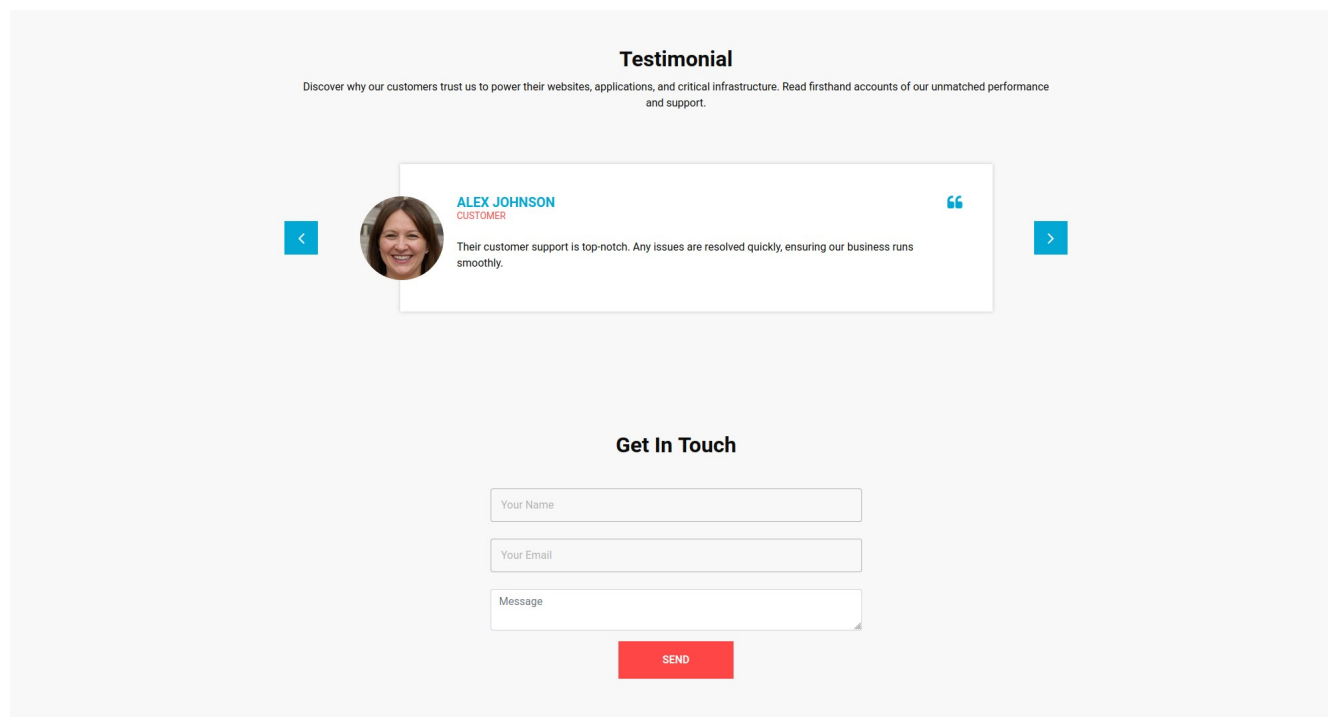 Testimonial
Discover why our customers trust us to power their websites, applications, and critical infrastructure. Read firsthand accounts of our unmatched performance
and support.
ALEX JOHNSON
CUSTOMER
Their customer support is top-notch. Any issues are resolved quickly, ensuring our business runs
smoothly.
Get In Touch
Your Name
Your Email
Message
SEND